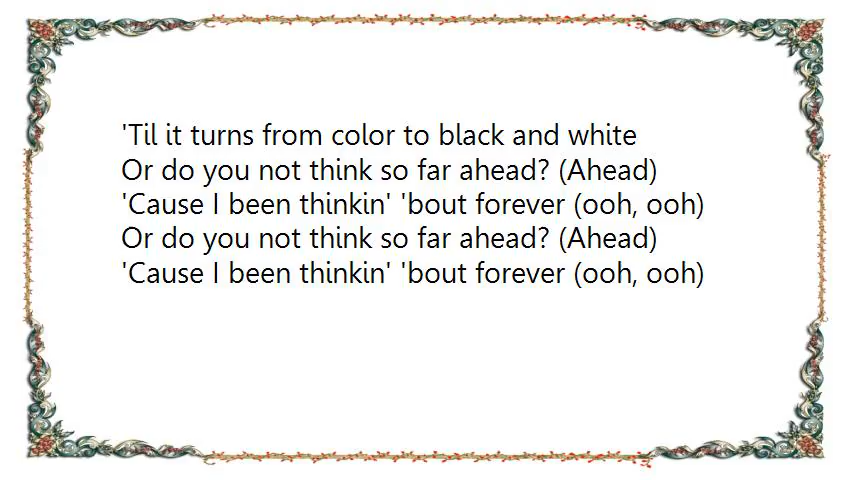 'Til it turns from color to black and white
Or do you not think so far ahead? (Ahead)
'Cause I been thinkin' 'bout forever (ooh, ooh)
Or do you not think so far ahead? (Ahead)
'Cause I been thinkin' 'bout forever (ooh, ooh)